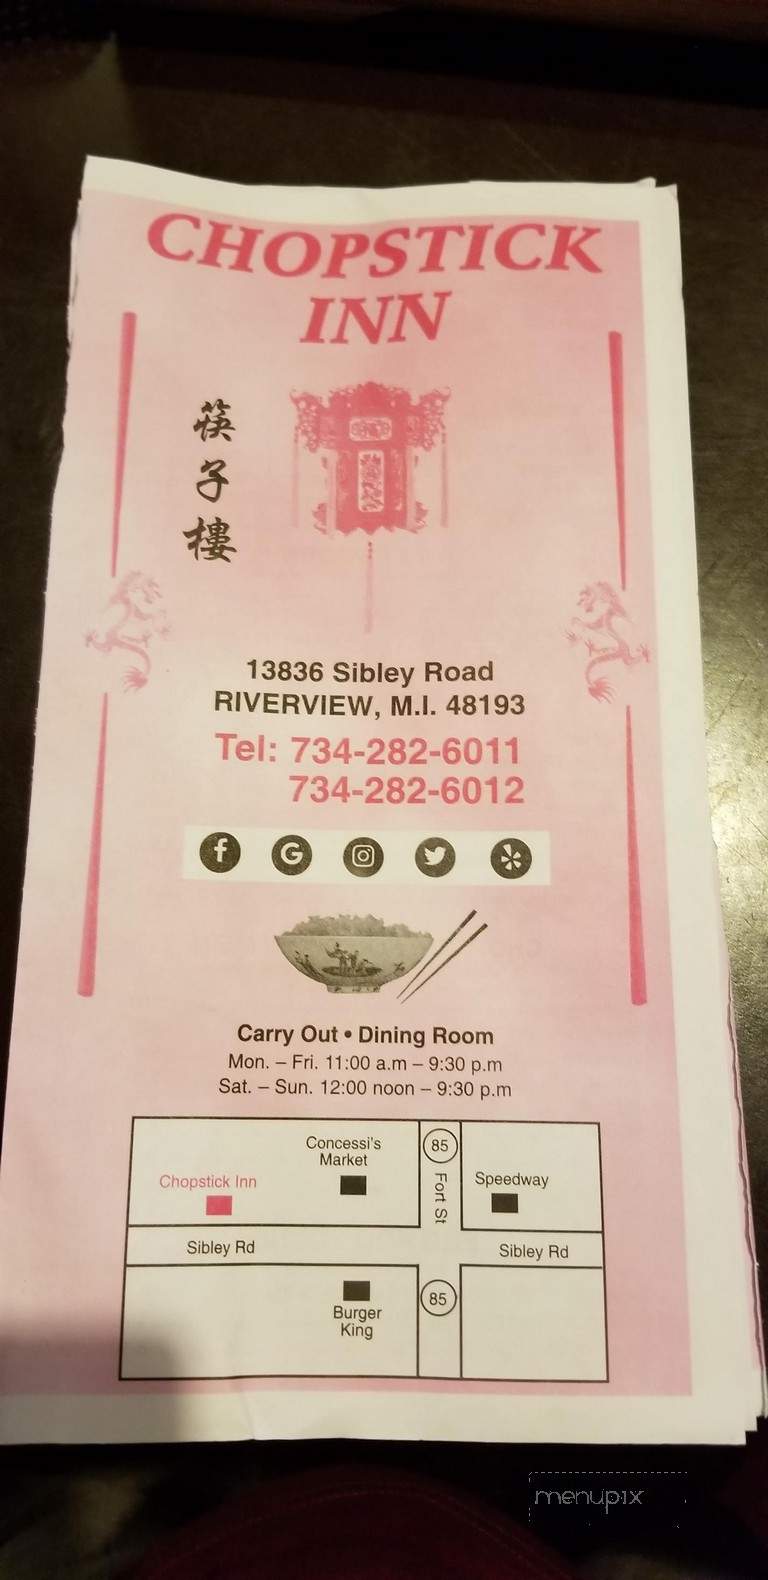 CHOPSTICK
INN
筷
子
樓
13836 Sibley Road
RIVERVIEW, M.I. 48193
Tel: 734-282-6011
734-282-6012
Carry Out • Dining Room
Mon. – Fri. 11:00 a.m – 9:30 p.m
Sat. – Sun. 12:00 noon – 9:30 p.m
Concessi's
Market
85
Chopstick Inn
Speedway
Fort St
Sibley Rd
Sibley Rd
85
Burger
King
menupix